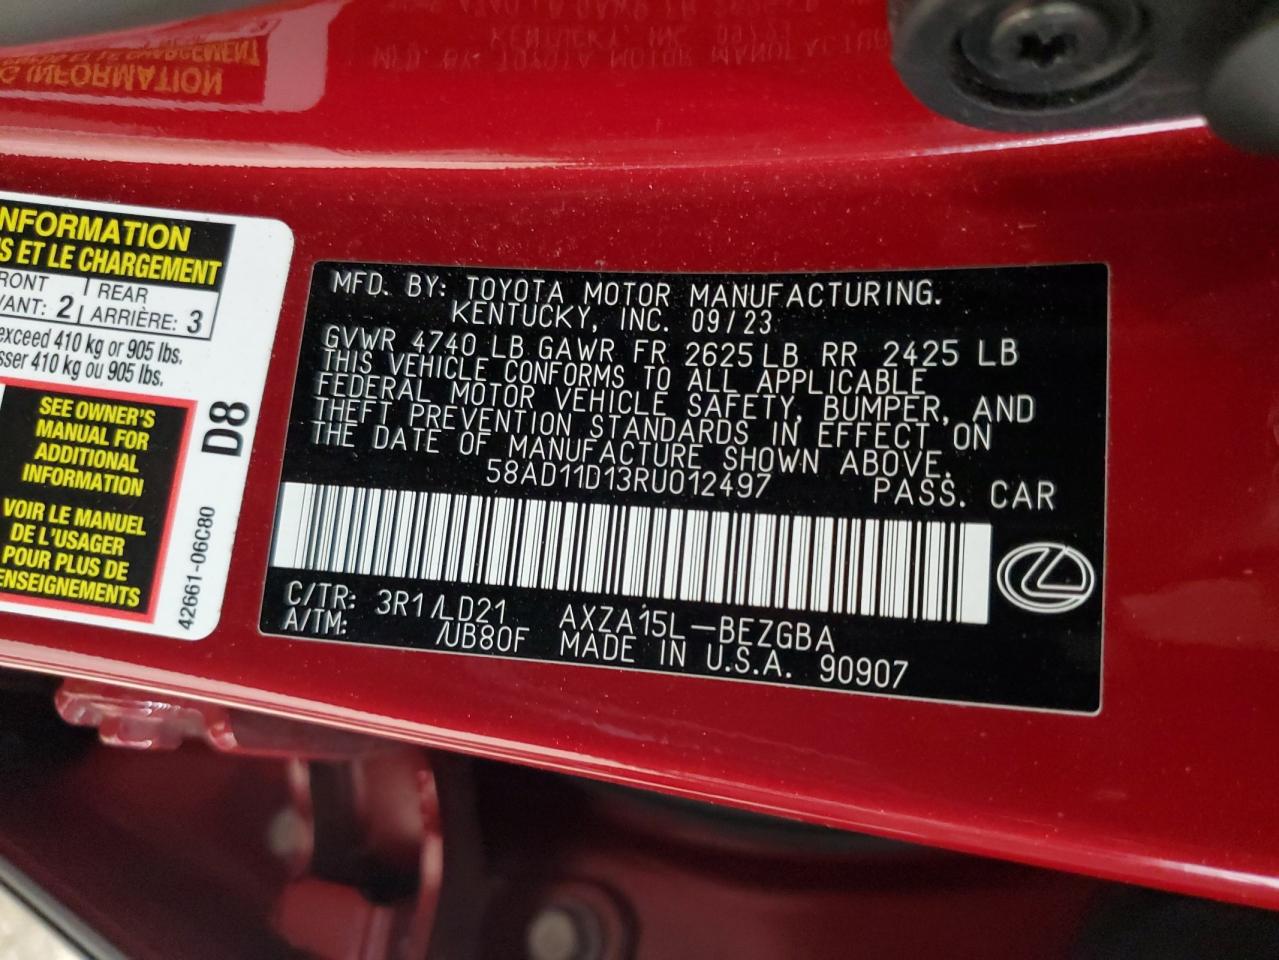 NFORMATION
S ET LE CHARGEMENT
RONT REAR
VANT: 2 ARRIÈRE: 3
exceed 410 kg or 905 lbs.
sser 410 kg ou 905 lbs.
SEE OWNER'S
MANUAL FOR
ADDITIONAL
INFORMATION
VOIR LE MANUEL
DE L'USAGER
POUR PLUS DE
ENSEIGNEMENTS
D8
42661-06C80
MFD. BY: TOYOTA MOTOR MANUFACTURING.
KENTUCKY, INC. 09/23
GVWR 4740 LB GAWR FR 2625 LB RR 2425 LB
THIS VEHICLE CONFORMS TO ALL APPLICABLE
FEDERAL MOTOR VEHICLE SAFETY, BUMPER, AND
THEFT PREVENTION STANDARDS IN EFFECT ON
THE DATE OF MANUFACTURE SHOWN ABOVE.
58AD11D13RU012497 PASS. CAR
C/TR: 3R1/LD21 AXZA15L-BEZGBA
A/TM: /UB80F MADE IN U.S.A. 90907